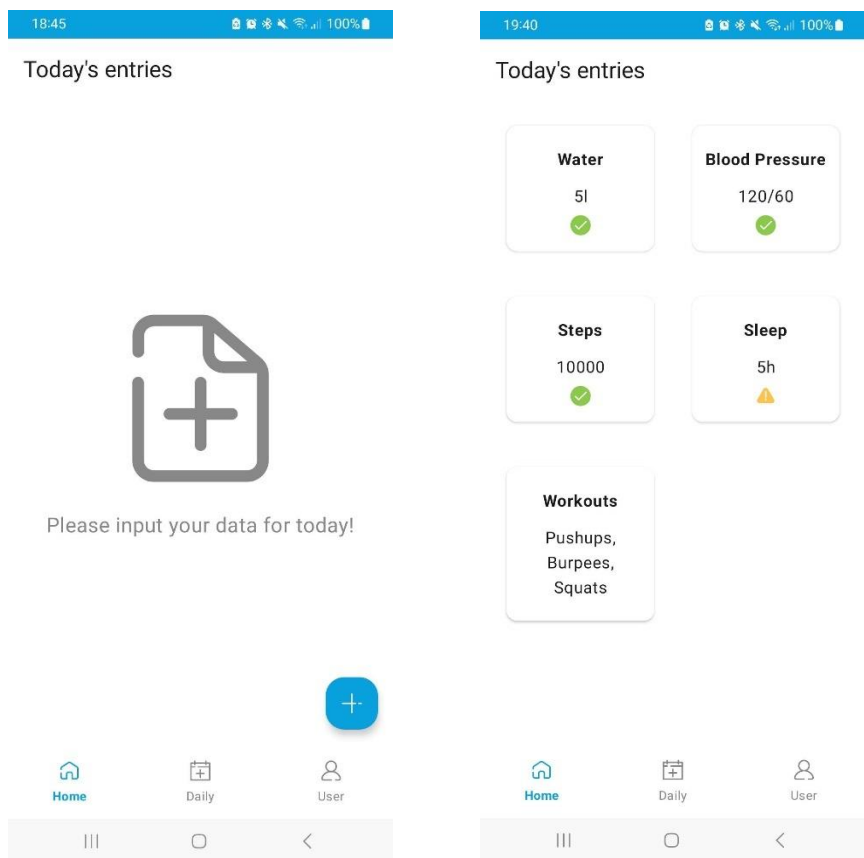 18:45
100%
Today's entries
Please input your data for today!
Home
Daily
User
19:40
100%
Today's entries
Water
5l
Blood Pressure
120/60
Steps
10000
Sleep
5h
Workouts
Pushups,
Burpees,
Squats
Home
Daily
User